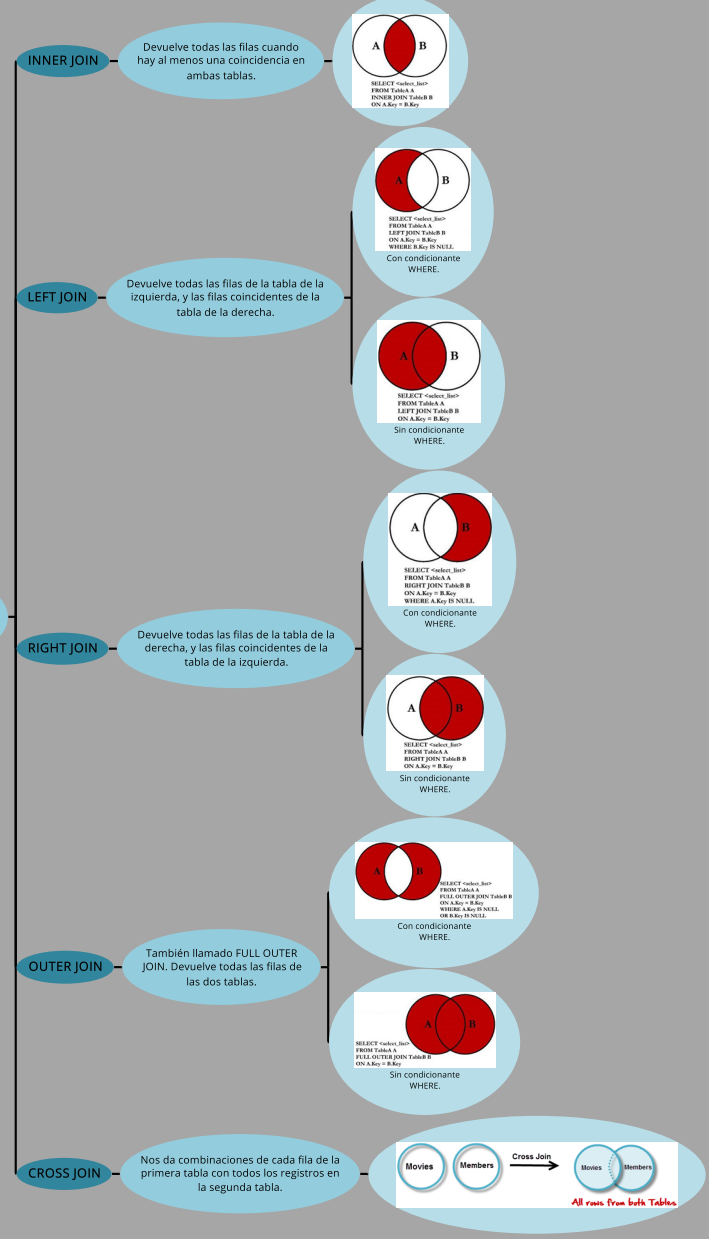 INNER JOIN
Devuelve todas las filas cuando
hay al menos una coincidencia en
ambas tablas.
A B
SELECT <select_list>
FROM TableA A
INNER JOIN TableB B
ON A.Key = B.Key
LEFT JOIN
Devuelve todas las filas de la tabla de la
izquierda, y las filas coincidentes de la
tabla de la derecha.
A B
SELECT <select_list>
FROM TableA A
LEFT JOIN TableB B
ON A.Key = B.Key
WHERE B.Key IS NULL
Con condicionante
WHERE.
A B
SELECT <select_list>
FROM TableA A
LEFT JOIN TableB B
ON A.Key = B.Key
Sin condicionante
WHERE.
RIGHT JOIN
Devuelve todas las filas de la tabla de la
derecha, y las filas coincidentes de la
tabla de la izquierda.
A B
SELECT <select_list>
FROM TableA A
RIGHT JOIN TableB B
ON A.Key = B.Key
WHERE A.Key IS NULL
Con condicionante
WHERE.
A B
SELECT <select_list>
FROM TableA A
RIGHT JOIN TableB B
ON A.Key = B.Key
Sin condicionante
WHERE.
OUTER JOIN
También llamado FULL OUTER
JOIN. Devuelve todas las filas de
las dos tablas.
A B
SELECT <select_list>
FROM TableA A
FULL OUTER JOIN TableB B
ON A.Key = B.Key
WHERE A.Key IS NULL
OR B.Key IS NULL
Con condicionante
WHERE.
A B
SELECT <select_list>
FROM TableA A
FULL OUTER JOIN TableB B
ON A.Key = B.Key
Sin condicionante
WHERE.
CROSS JOIN
Nos da combinaciones de cada fila de la
primera tabla con todos los registros en
la segunda tabla.
Movies Members Cross Join Movies Members
All rows from both Tables